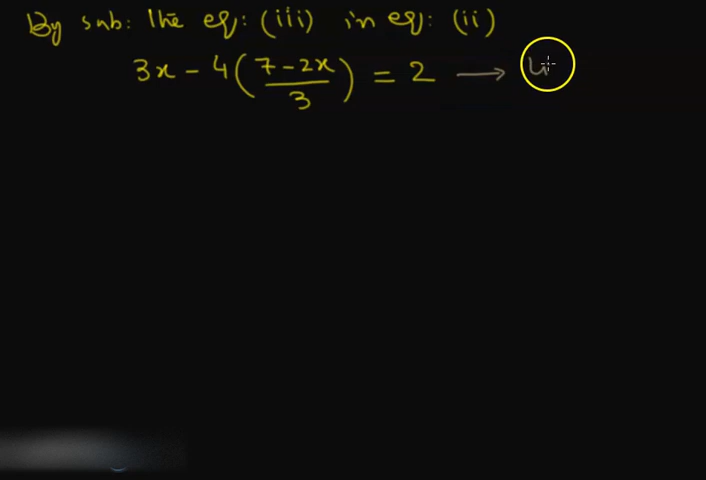 By sub: the eq: (iii) in eq: (ii)
3x - 4(7-2x/3) = 2 →